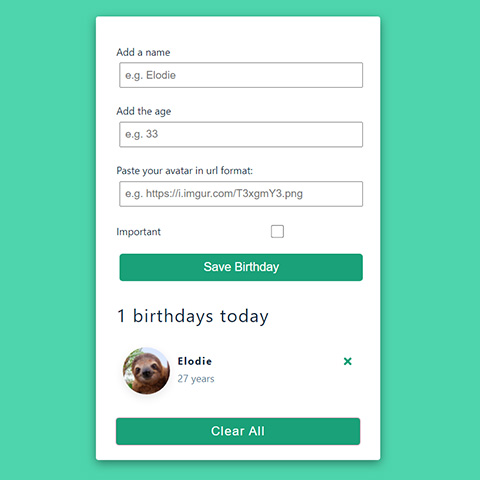 Add a name
e.g. Elodie
Add the age
e.g. 33
Paste your avatar in url format:
e.g. https://i.imgur.com/T3xgmY3.png
Important
Save Birthday
1 birthdays today
Elodie
27 years
Clear All